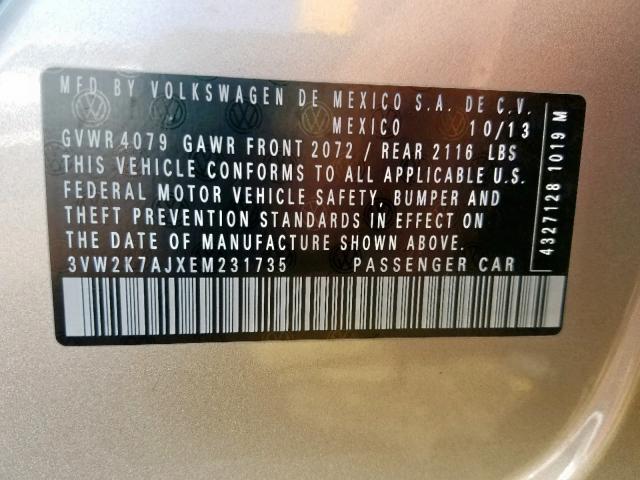 MFD BY VOLKSWAGEN DE MEXICO S.A. DE C.V.
MEXICO 10/13
GVWR 4079 GAWR FRONT 2072 / REAR 2116 LBS
THIS VEHICLE CONFORMS TO ALL APPLICABLE U.S.
FEDERAL MOTOR VEHICLE SAFETY, BUMPER AND
THEFT PREVENTION STANDARDS IN EFFECT ON
THE DATE OF MANUFACTURE SHOWN ABOVE.
3VW2K7AJXEM231735 PASSENGER CAR
4327128 1019 M